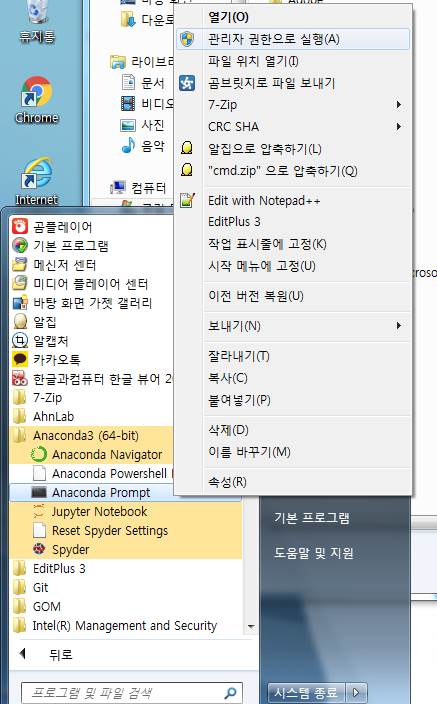 휴지통
Chrome
Internet
다운로
라이브러
문서
비디오
사진
음악
컴퓨터
열기(O)
관리자 권한으로 실행(A)
파일 위치 열기(I)
곰브릿지로 파일 보내기
7-Zip
CRC SHA
알집으로 압축하기(L)
"cmd.zip" 으로 압축하기(Q)
Edit with Notepad++
EditPlus 3
작업 표시줄에 고정(K)
시작 메뉴에 고정(U)
이전 버전 복원(U)
보내기(N)
잘라내기(T)
복사(C)
붙여넣기(P)
삭제(D)
이름 바꾸기(M)
속성(R)
crosof
곰플레이어
기본 프로그램
메신저 센터
미디어 플레이어 센터
바탕 화면 가젯 갤러리
알집
알캡처
카카오톡
한글과컴퓨터 한글 뷰어 20
7-Zip
AhnLab
Anaconda3 (64-bit)
Anaconda Navigator
Anaconda Powershell
Anaconda Prompt
Jupyter Notebook
Reset Spyder Settings
Spyder
EditPlus 3
Git
GOM
Intel(R) Management and Security
뒤로
프로그램 및 파일 검색
기본 프로그램
도움말 및 지원
시스템 종료